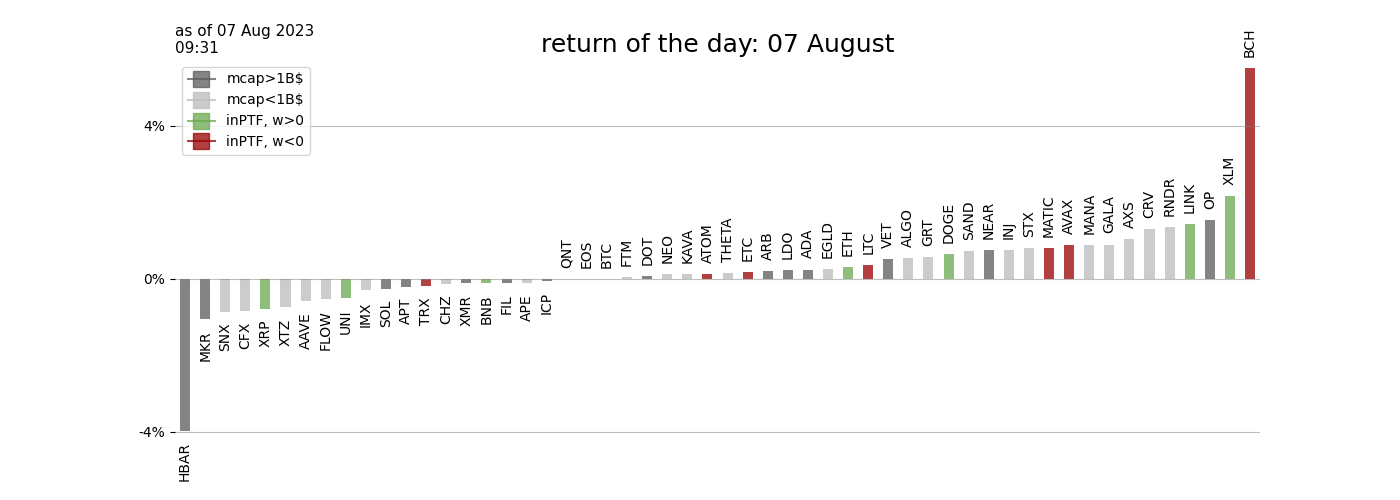 as of 07 Aug 2023
09:31
return of the day: 07 August
mcap>1B$
mcap<1B$
inPTF, w>0
inPTF, w<0
4%
0%
-4%
HBAR
MKR
SNX
CFX
XRP
XTZ
AAVE
FLOW
UNI
IMX
SOL
APT
TRX
CHZ
XMR
BNB
FIL
APE
ICP
QNT
EOS
BTC
FTM
DOT
NEO
KAVA
ATOM
THETA
ETC
ARB
LDO
ADA
EGLD
ETH
LTC
VET
ALGO
GRT
DOGE
SAND
NEAR
INJ
STX
MATIC
AVAX
MANA
GALA
AXS
CRV
RNDR
LINK
OP
XLM
BCH